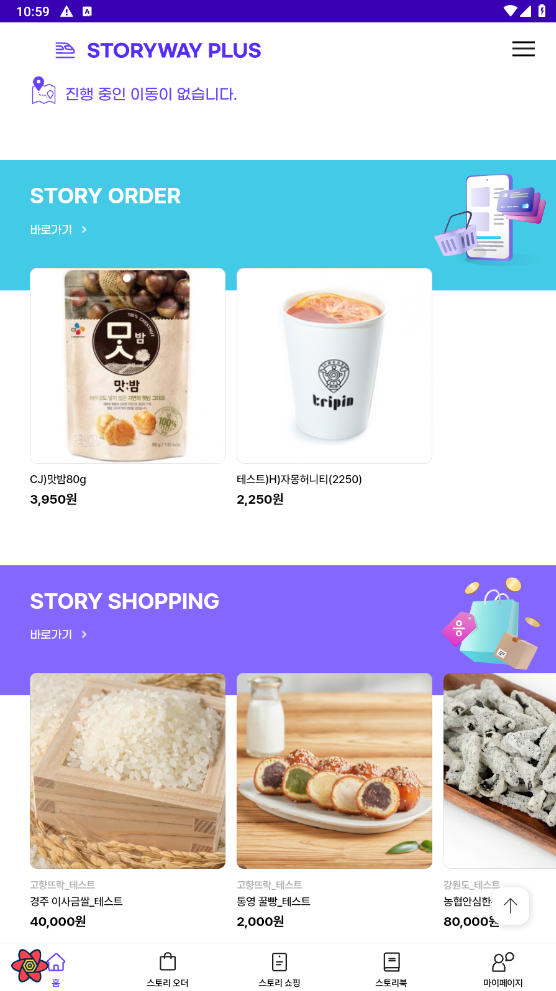 10:59
A
STORYWAY PLUS
진행 중인 이동이 없습니다.
STORY ORDER
바로가기
100% CHESTNUT
맛밤
맛:밤
100%
80g
tripin
CJ)맛밤80g
테스트)H)자몽허니티(2250)
3,950원
2,250원
STORY SHOPPING
바로가기
%
고향뜨락_테스트
고향뜨락_테스트
강원도_테스트
경주 이사금쌀_테스트
통영 꿀빵_테스트
농협안심한
40,000원
2,000원
80,000원
홈
스토리 오더
스토리 쇼핑
스토리북
마이페이지